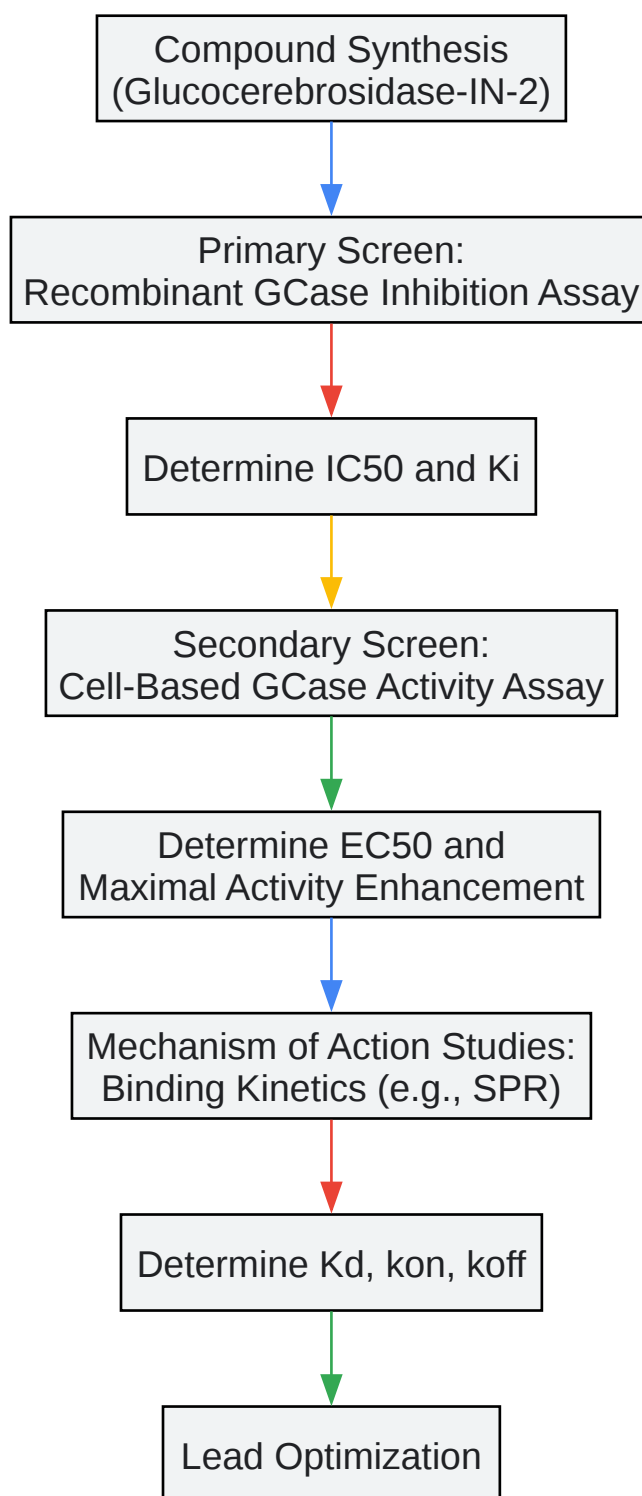 Compound Synthesis
(Glucocerebrosidase-IN-2)
Primary Screen:
Recombinant GCase Inhibition Assay
Determine IC50 and Ki
Secondary Screen:
Cell-Based GCase Activity Assay
Determine EC50 and
Maximal Activity Enhancement
Mechanism of Action Studies:
Binding Kinetics (e.g., SPR)
Determine Kd, kon, koff
Lead Optimization